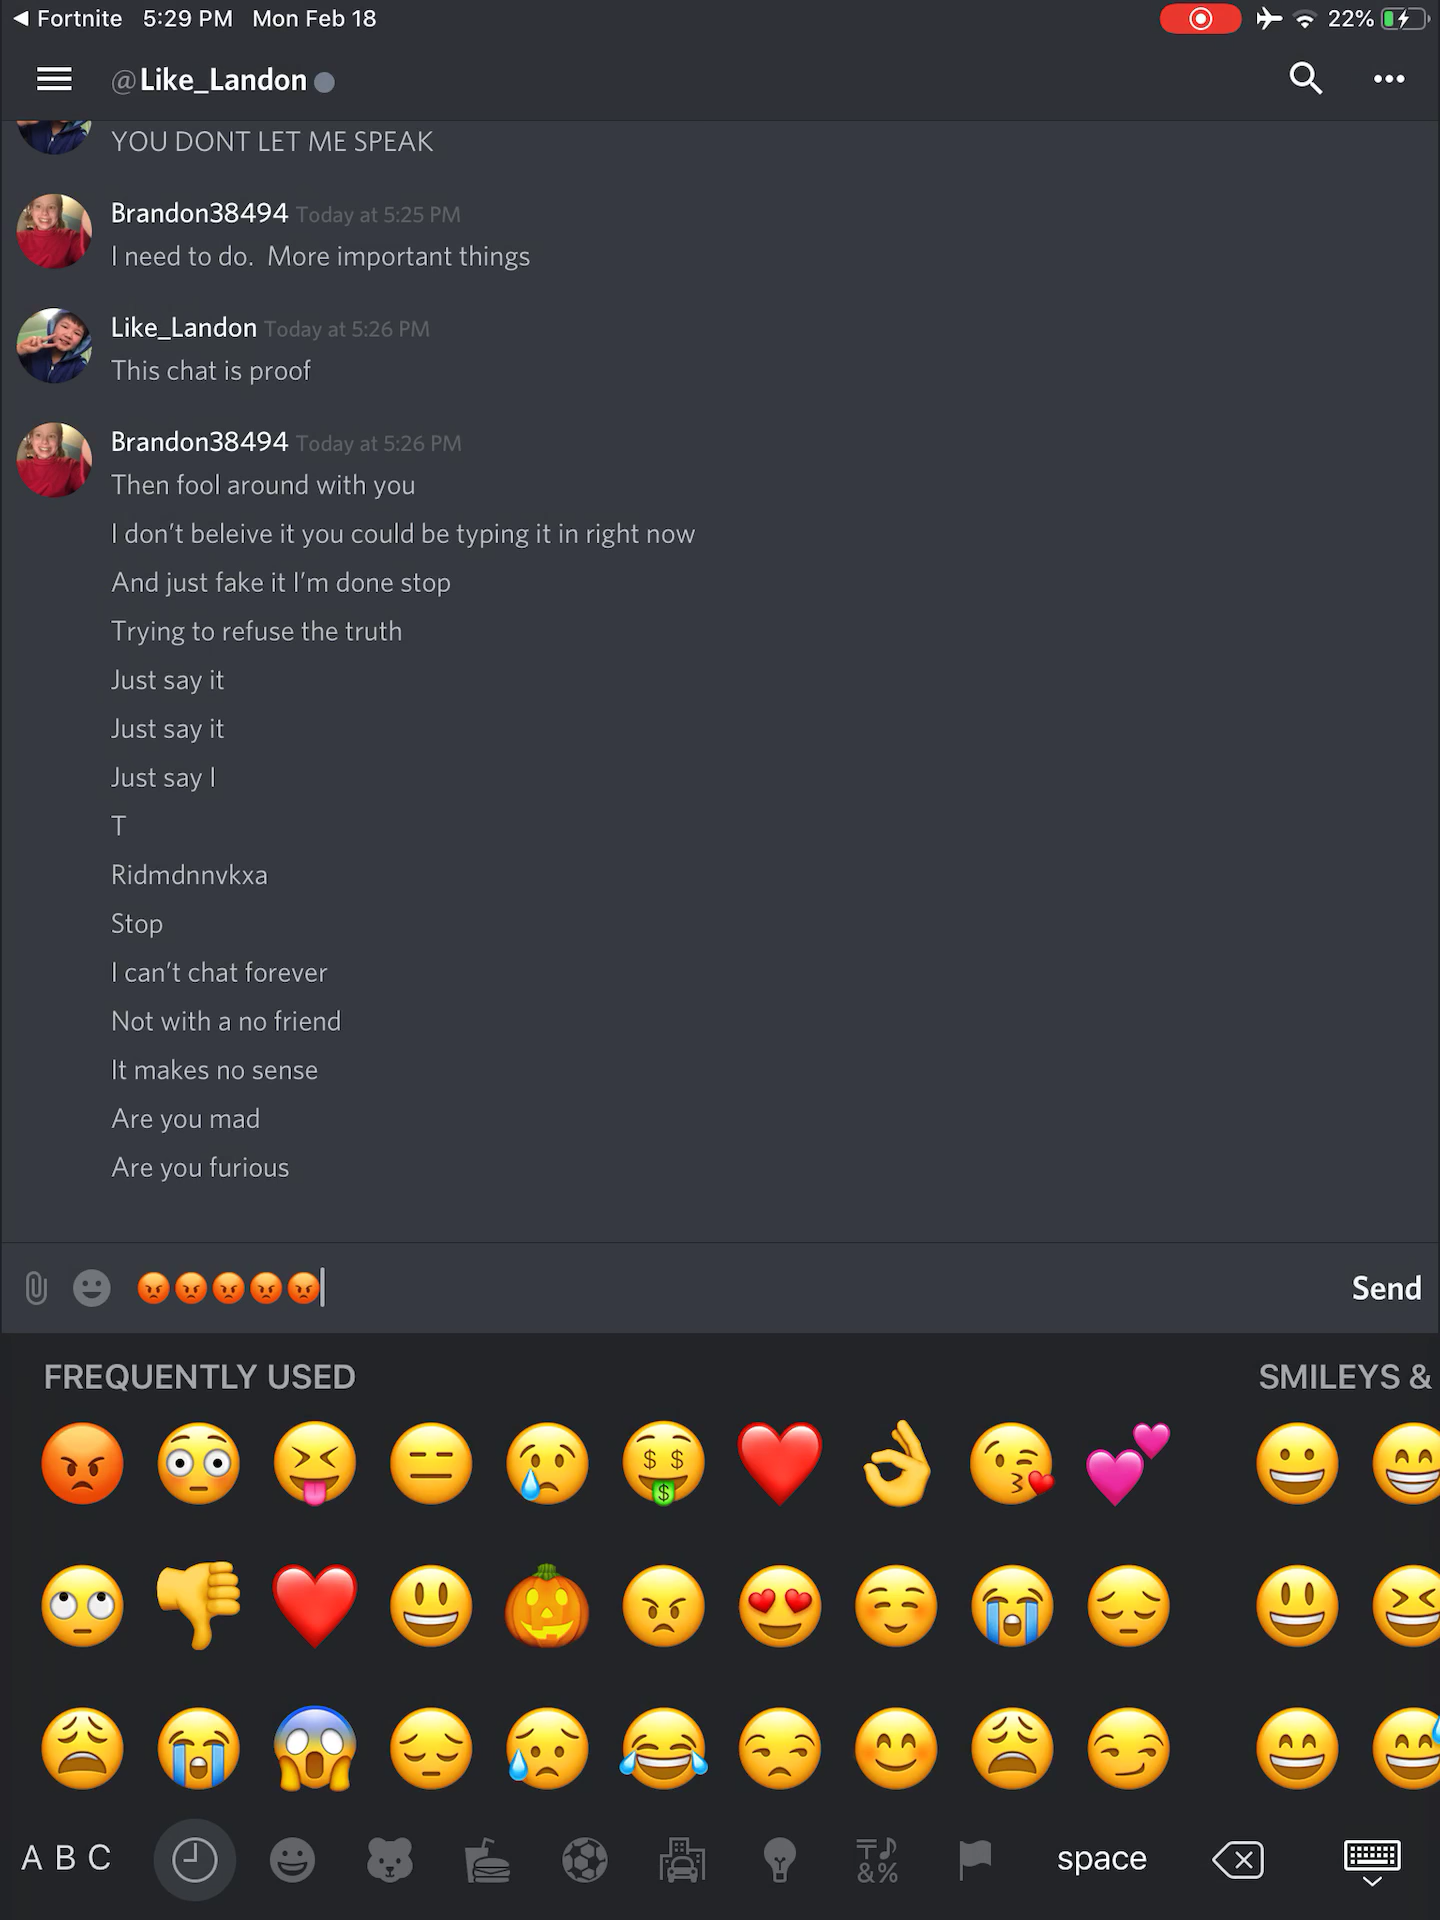 ◀ Fortnite 5:29 PM Mon Feb 18 22%
@Like_Landon
YOU DONT LET ME SPEAK
Brandon38494 Today at 5:25 PM
I need to do.  More important things
Like_Landon Today at 5:26 PM
This chat is proof
Brandon38494 Today at 5:26 PM
Then fool around with you
I don’t beleive it you could be typing it in right now
And just fake it I’m done stop
Trying to refuse the truth
Just say it
Just say it
Just say I
T
Ridmdnnvkxa
Stop
I can’t chat forever
Not with a no friend
It makes no sense
Are you mad
Are you furious
😡😡😡😡😡 Send
FREQUENTLY USED SMILEYS &
A B C space